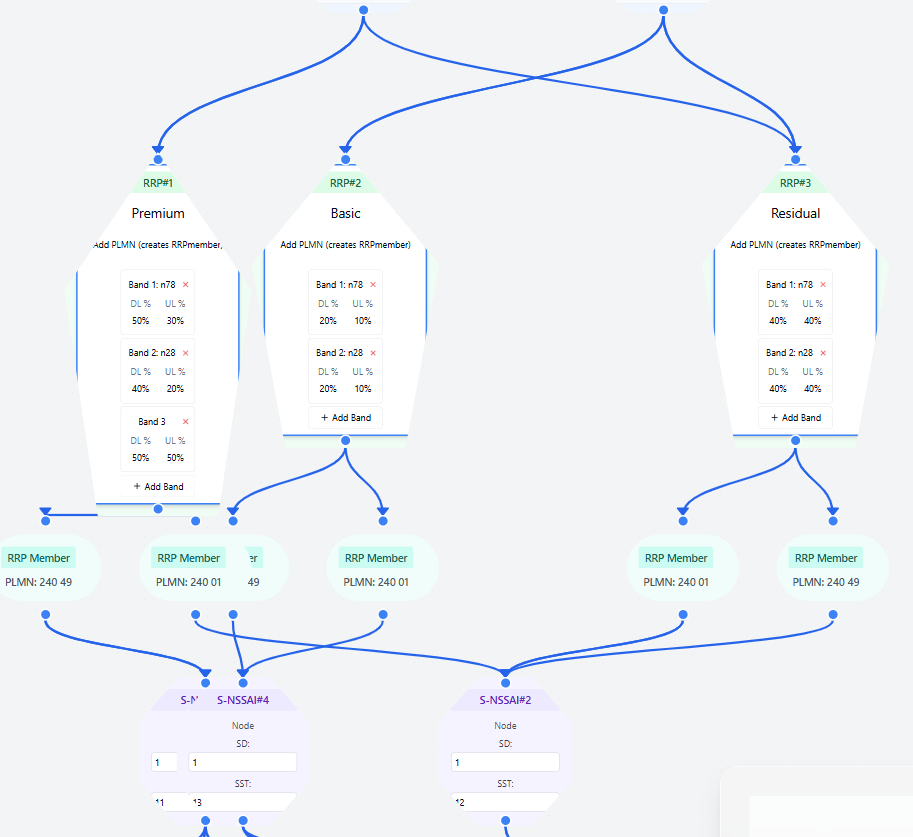 RRP#1
Premium
Add PLMN (creates RRPmember)
Band 1: n78 ×
DL % UL %
50% 30%
Band 2: n28 ×
DL % UL %
40% 20%
Band 3 ×
DL % UL %
50% 50%
+ Add Band
RRP#2
Basic
Add PLMN (creates RRPmember)
Band 1: n78 ×
DL % UL %
20% 10%
Band 2: n28 ×
DL % UL %
20% 10%
+ Add Band
RRP#3
Residual
Add PLMN (creates RRPmember)
Band 1: n78 ×
DL % UL %
40% 40%
Band 2: n28 ×
DL % UL %
40% 40%
+ Add Band
RRP Member
PLMN: 240 49
RRP Member
PLMN: 240 01
49
RRP Member
PLMN: 240 01
RRP Member
PLMN: 240 01
RRP Member
PLMN: 240 49
S-N
1
11
S-NSSAI#4
Node
SD:
1
SST:
13
S-NSSAI#2
Node
SD:
1
SST:
12